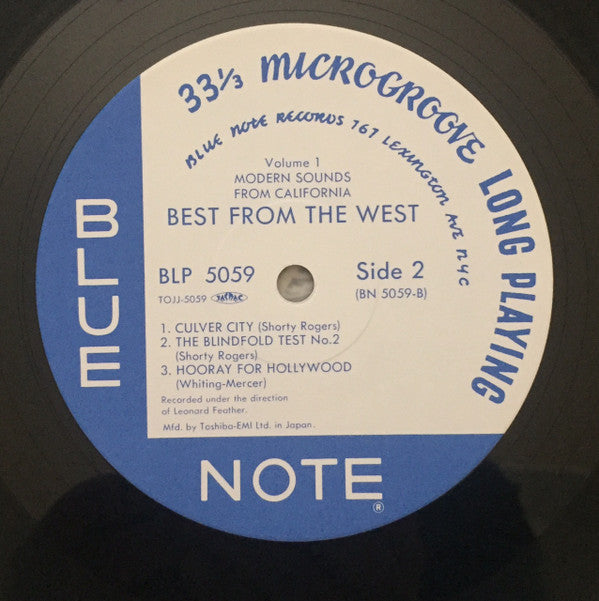 33⅓ MICROGROOVE LONG PLAYING
BLUE NOTE RECORDS 767 LEXINGTON AVE NYC
Volume 1
MODERN SOUNDS
FROM CALIFORNIA
BEST FROM THE WEST
BLP 5059
Side 2
TOJJ-5059 JASRAC
(BN 5059-B)
1. CULVER CITY (Shorty Rogers)
2. THE BLINDFOLD TEST No.2
(Shorty Rogers)
3. HOORAY FOR HOLLYWOOD
(Whiting-Mercer)
Recorded under the direction
of Leonard Feather.
Mfd. by Toshiba-EMI Ltd. in Japan.
BLUE
NOTE®